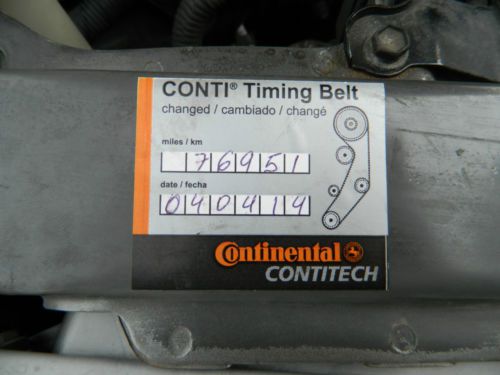 CONTI® Timing Belt
changed / cambiado / changé
miles / km
76951
date / fecha
040414
Continental
CONTITECH